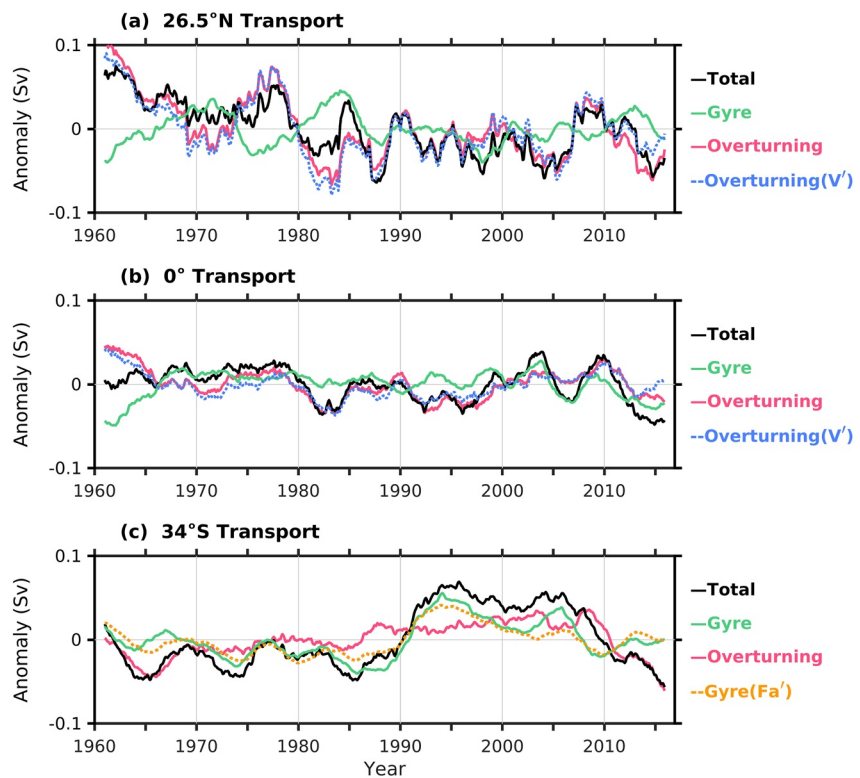 (a) 26.5°N Transport
0.1
0
-0.1
Anomaly (Sv)
1960 1970 1980 1990 2000 2010
—Total
—Gyre
—Overturning
--Overturning(V′)
(b) 0° Transport
0.1
0
-0.1
Anomaly (Sv)
1960 1970 1980 1990 2000 2010
—Total
—Gyre
—Overturning
--Overturning(V′)
(c) 34°S Transport
0.1
0
-0.1
Anomaly (Sv)
1960 1970 1980 1990 2000 2010
Year
—Total
—Gyre
—Overturning
--Gyre(Fa′)